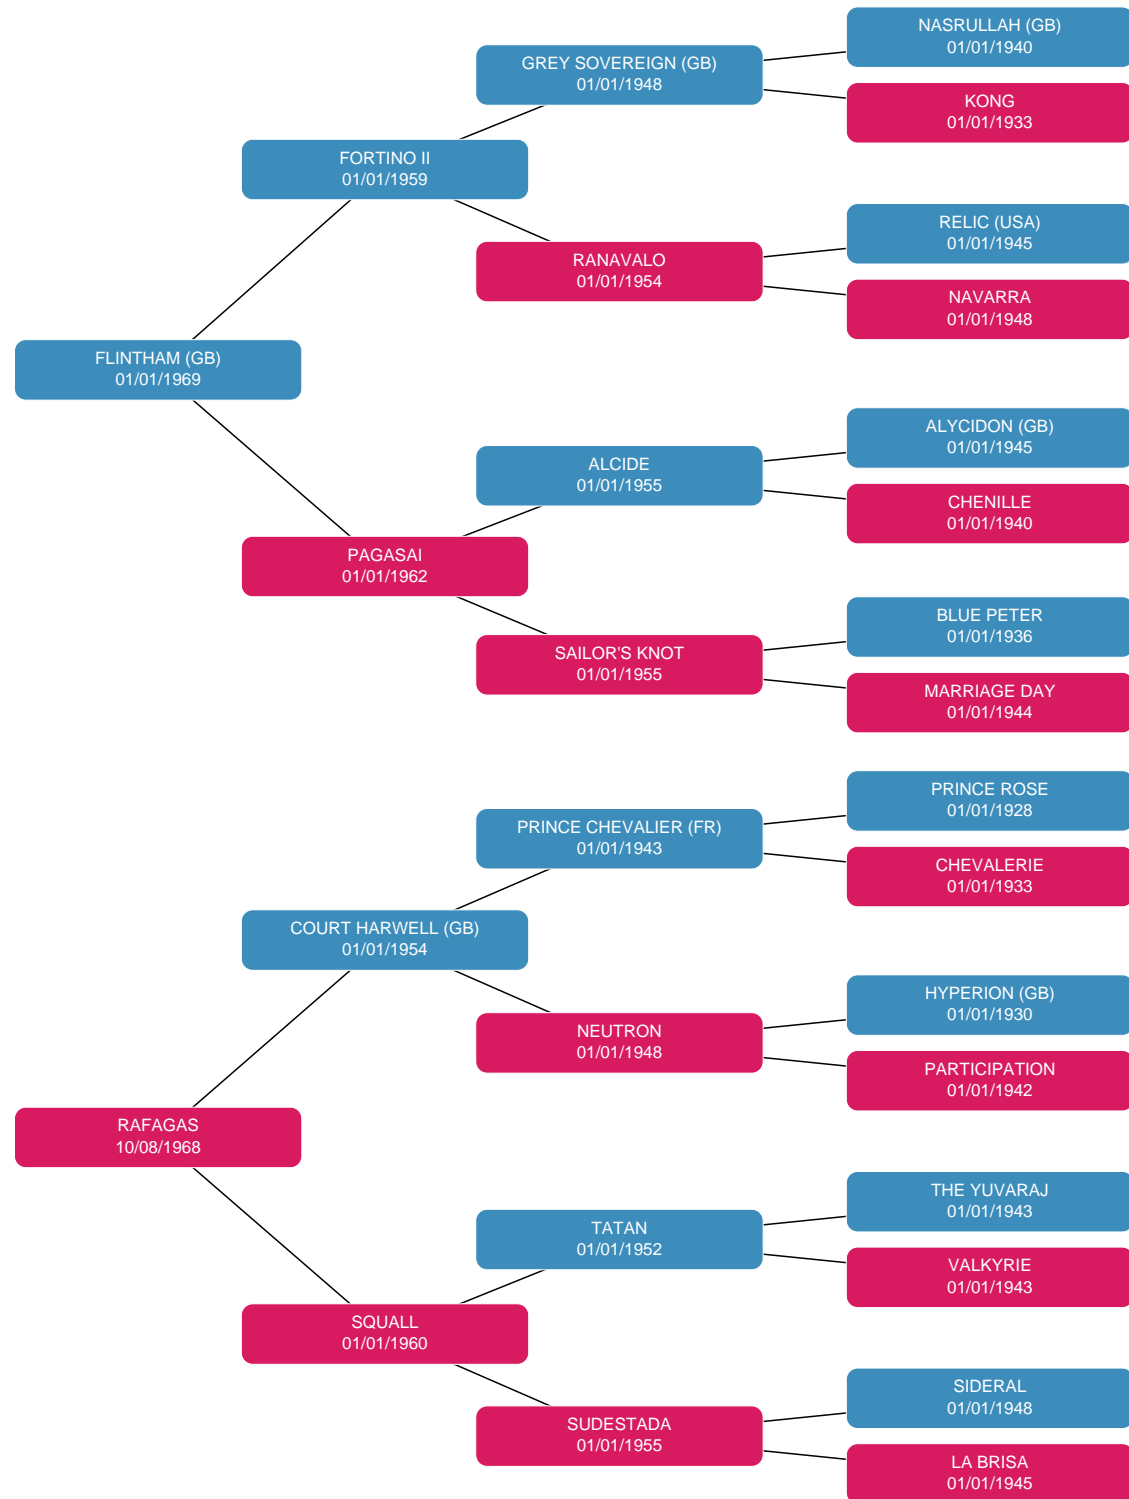 NASRULLAH (GB)
01/01/1940
GREY SOVEREIGN (GB)
01/01/1948
KONG
01/01/1933
FORTINO II
01/01/1959
RELIC (USA)
01/01/1945
RANAVALO
01/01/1954
NAVARRA
01/01/1948
FLINTHAM (GB)
01/01/1969
ALYCIDON (GB)
01/01/1945
ALCIDE
01/01/1955
CHENILLE
01/01/1940
PAGASAI
01/01/1962
BLUE PETER
01/01/1936
SAILOR'S KNOT
01/01/1955
MARRIAGE DAY
01/01/1944
PRINCE ROSE
01/01/1928
PRINCE CHEVALIER (FR)
01/01/1943
CHEVALERIE
01/01/1933
COURT HARWELL (GB)
01/01/1954
HYPERION (GB)
01/01/1930
NEUTRON
01/01/1948
PARTICIPATION
01/01/1942
RAFAGAS
10/08/1968
THE YUVARAJ
01/01/1943
TATAN
01/01/1952
VALKYRIE
01/01/1943
SQUALL
01/01/1960
SIDERAL
01/01/1948
SUDESTADA
01/01/1955
LA BRISA
01/01/1945